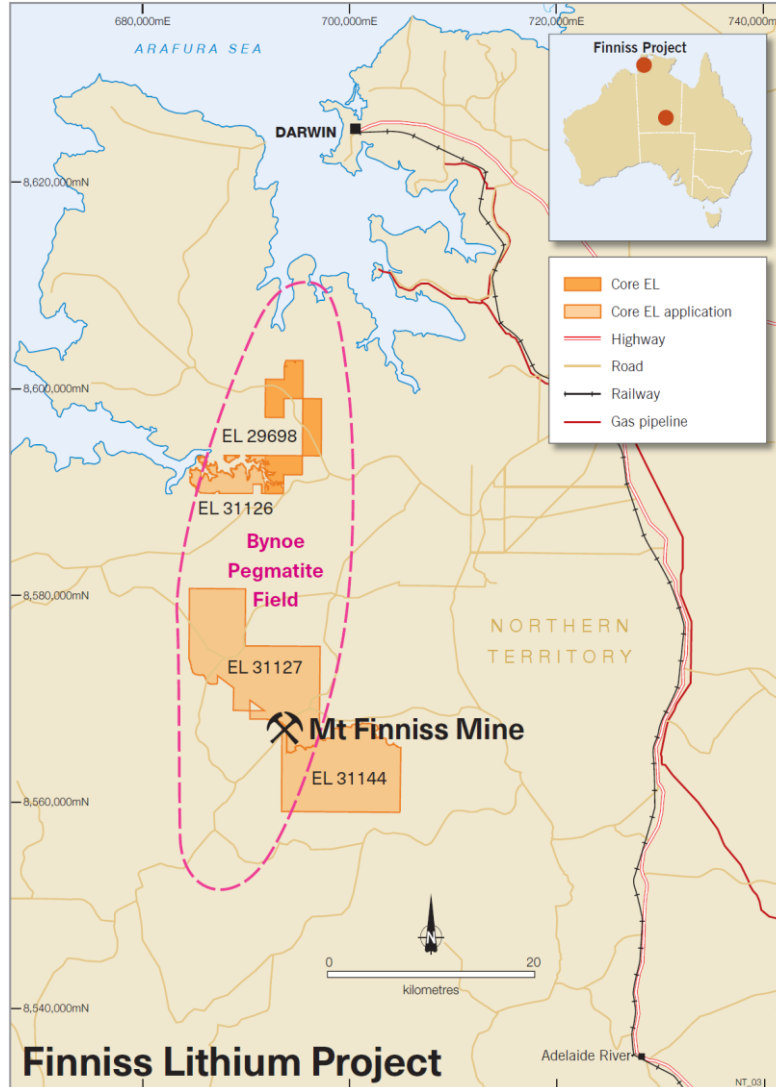 680,000mE
700,000mE
720,000mE
740,000mE
ARAFURA SEA
Finniss Project
DARWIN
8,620,000mN
Core EL
Core EL application
Highway
Road
Railway
Gas pipeline
8,600,000mN
EL 29698
EL 31126
Bynoe
Pegmatite
Field
8,580,000mN
NORTHERN
TERRITORY
EL 31127
Mt Finniss Mine
EL 31144
8,560,000mN
N
0
20
kilometres
8,540,000mN
Finniss Lithium Project
Adelaide River
NT_03